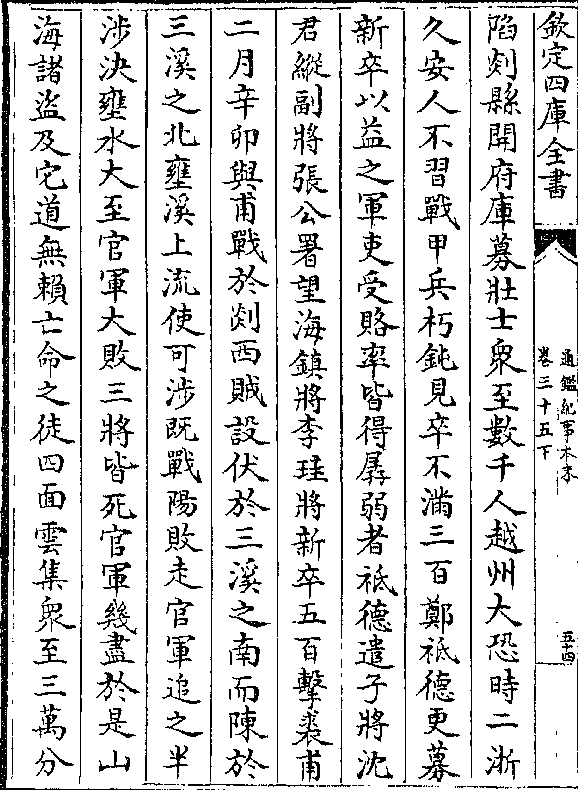 欽定四庫全書
通鑑紀事本末
卷三十五下
五十四
陷剡縣開府庫募壯士衆至數千人越州大恐時二浙
久安人不習戰甲兵朽鈍見卒不滿三百鄭祗德更募
新卒以益之軍吏受賂率皆得孱弱者祗德遣子將沈
君縱副將張公署望海鎮將李珪將新卒五百擊裘甫
二月辛卯與甫戰於剡西賊設伏於三溪之南而陳於
三溪之北壅溪上流使可涉既戰陽敗走官軍追之半
涉決壅水大至官軍大敗三將皆死官軍幾盡於是山
海諸盜及它道無賴亡命之徒四面雲集衆至三萬分